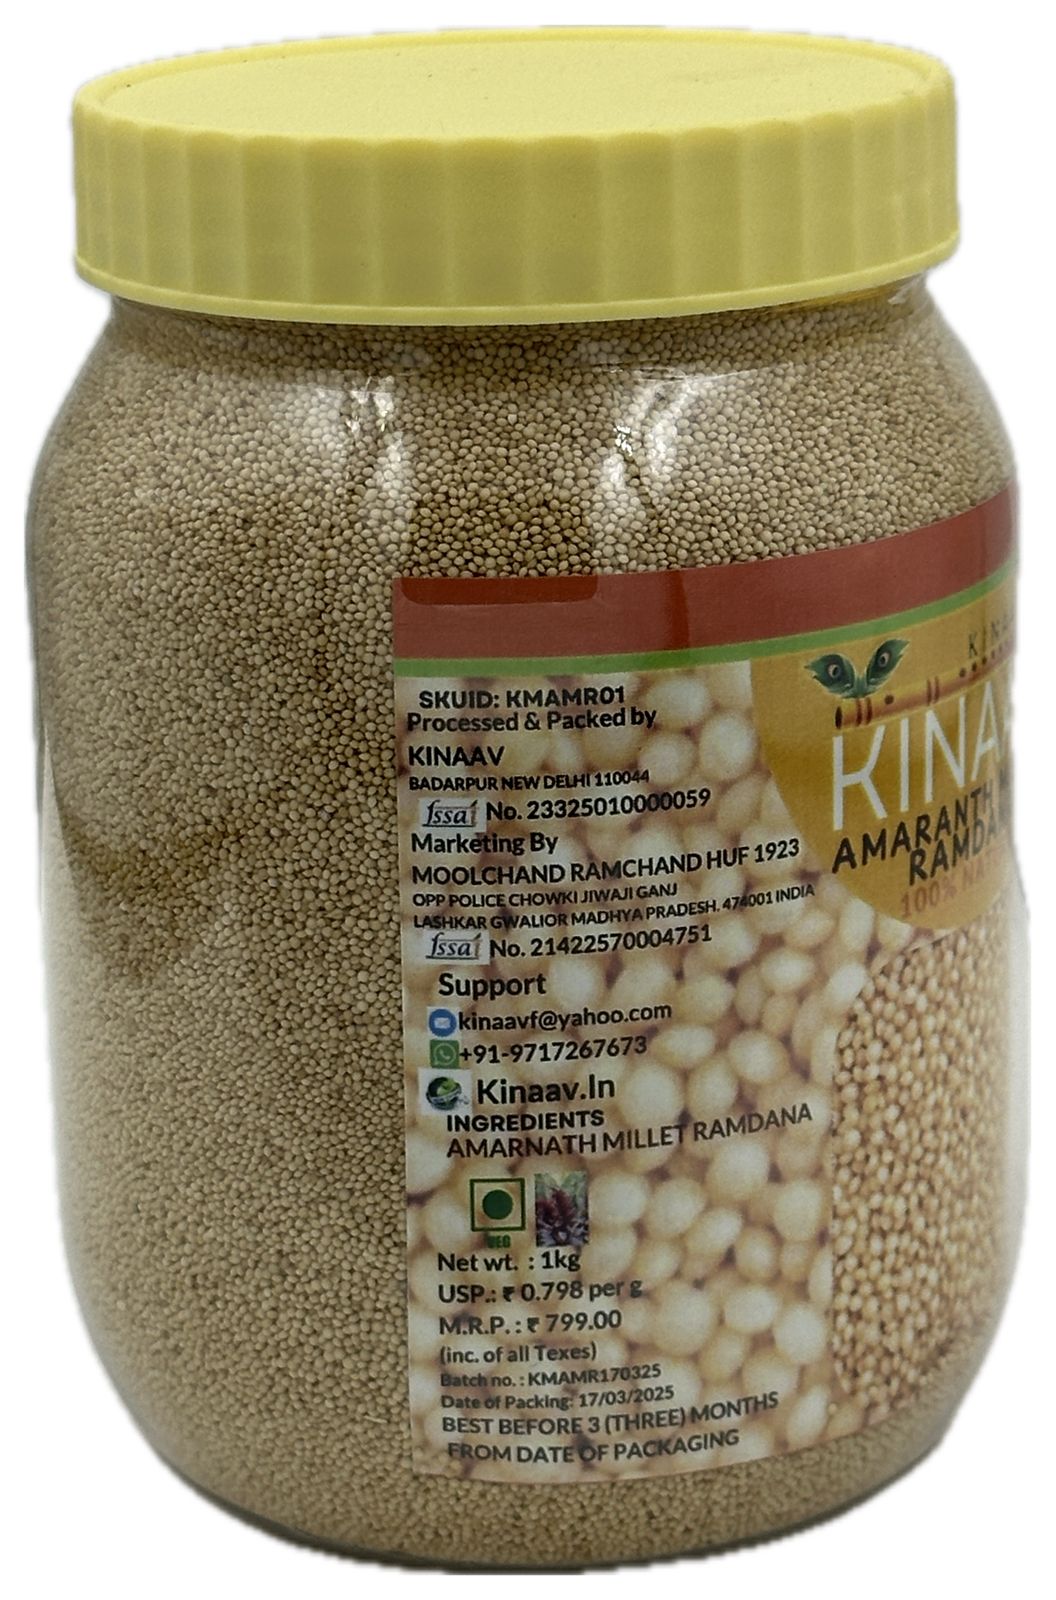 SKUID: KMAMR01
Processed & Packed by
KINAAV
BADARPUR NEW DELHI 110044
fssai No. 23325010000059
Marketing By
MOOLCHAND RAMCHAND HUF 1923
OPP POLICE CHOWKI JIWAJI GANJ
LASHKAR GWALIOR MADHYA PRADESH. 474001 INDIA
fssai No. 21422570004751
Support
kinaavf@yahoo.com
+91-9717267673
Kinaav.In
INGREDIENTS
AMARNATH MILLET RAMDANA
VEG
Net wt. : 1kg
USP.: ₹ 0.798 per g
M.R.P. : ₹ 799.00
(inc. of all Texes)
Batch no. : KMAMR170325
Date of Packing: 17/03/2025
BEST BEFORE 3 (THREE) MONTHS
FROM DATE OF PACKAGING
AMARANTH
100%